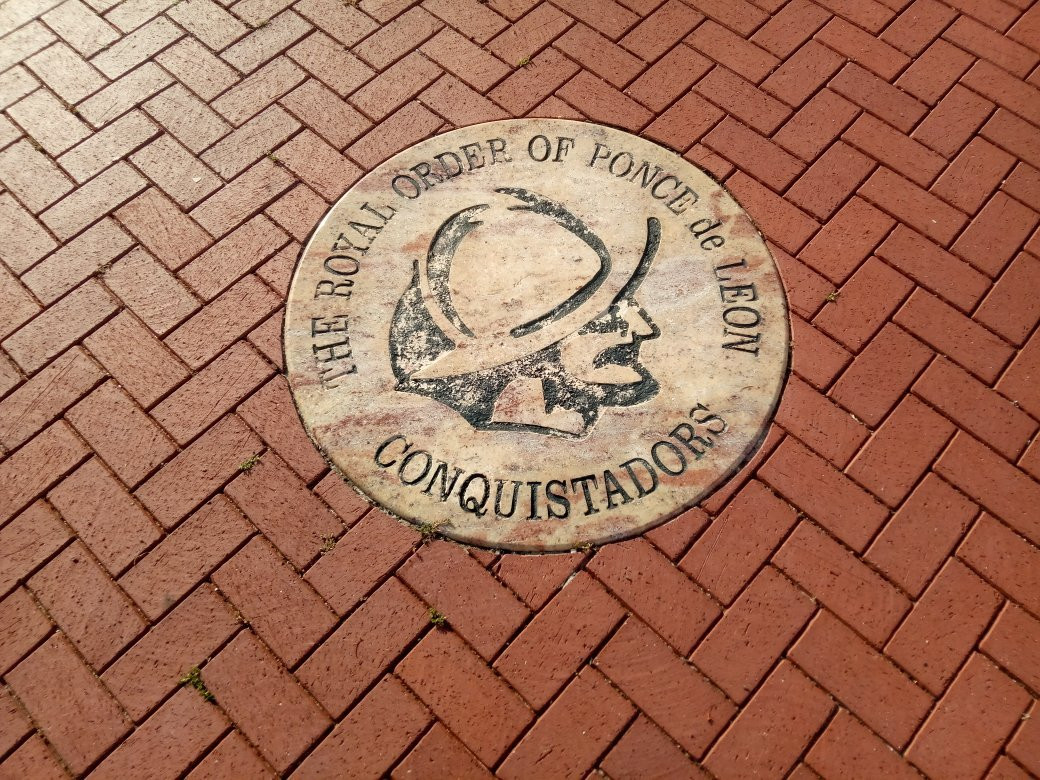 THE ROYAL ORDER OF PONCE de LEON
CONQUISTADORS